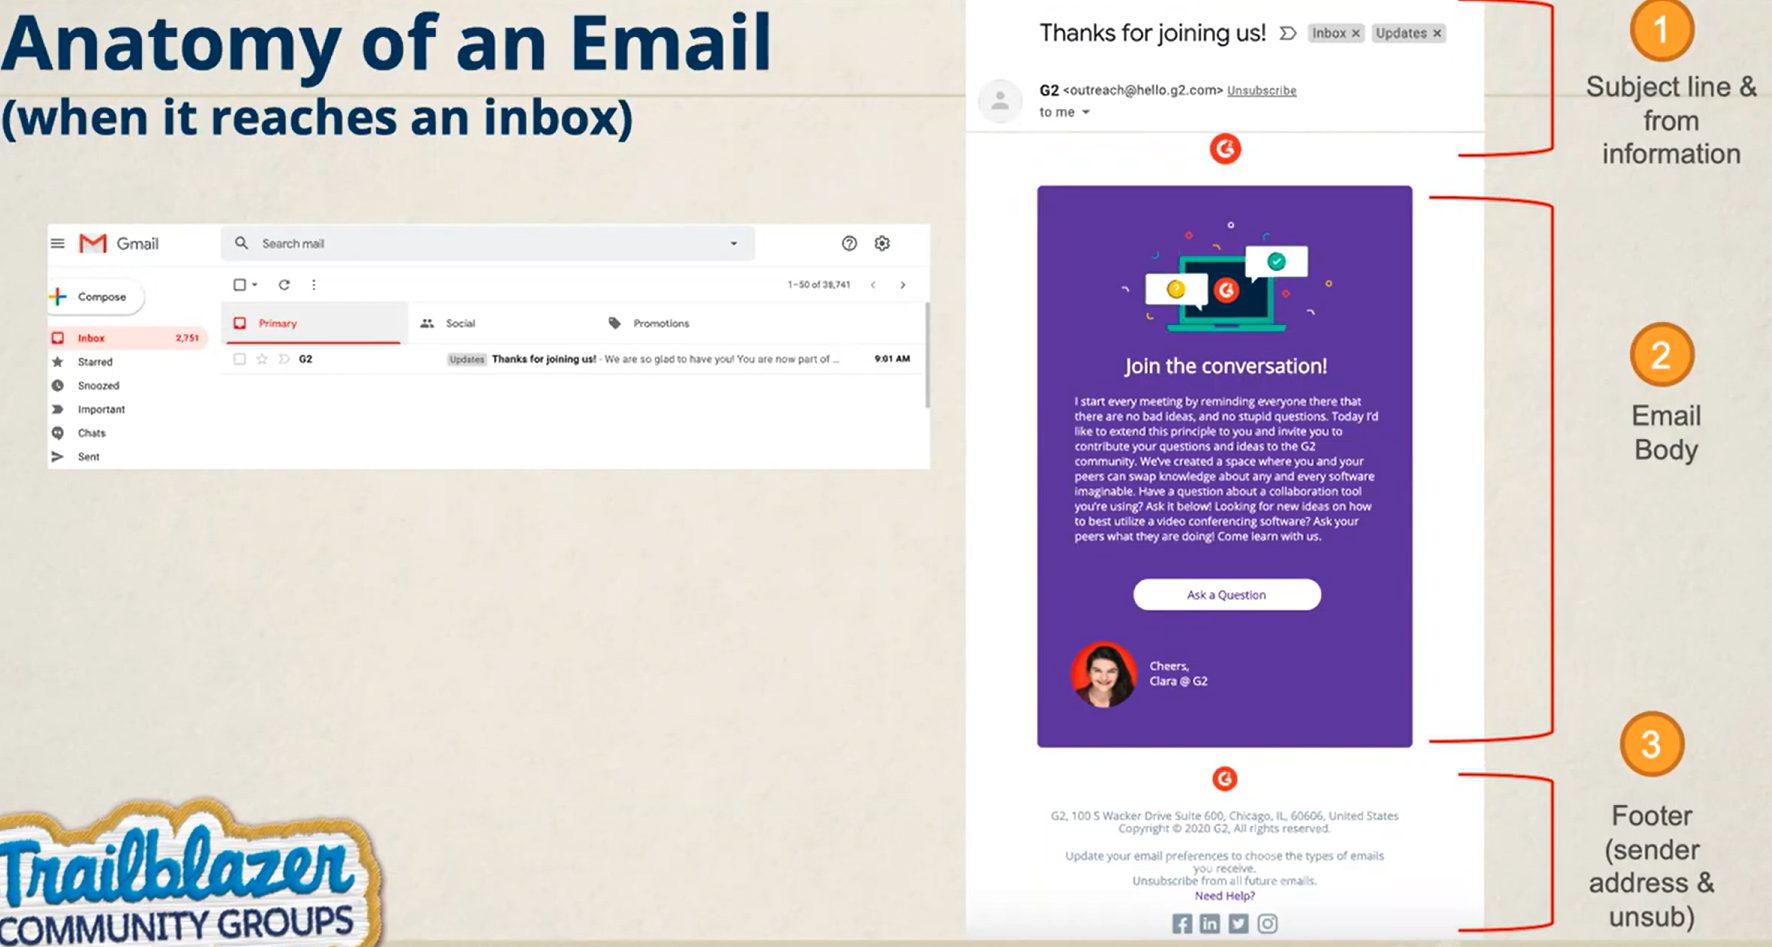 Anatomy of an Email
(when it reaches an inbox)
Gmail
Search mail
Compose
1–50 of 38,741
Primary
Social
Promotions
Inbox 2,751
Starred
Snoozed
Important
Chats
Sent
G2 Updates Thanks for joining us! - We are so glad to have you! You are now part of ... 9:01 AM
Thanks for joining us! Inbox × Updates ×
G2 <outreach@hello.g2.com> Unsubscribe
to me
Join the conversation!
I start every meeting by reminding everyone there that
there are no bad ideas, and no stupid questions. Today I'd
like to extend this principle to you and invite you to
contribute your questions and ideas to the G2
community. We've created a space where you and your
peers can swap knowledge about any and every software
imaginable. Have a question about a collaboration tool
you're using? Ask it below! Looking for new ideas on how
to best utilize a video conferencing software? Ask your
peers what they are doing! Come learn with us.
Ask a Question
Cheers,
Clara @ G2
G2, 100 S Wacker Drive Suite 600, Chicago, IL, 60606, United States
Copyright © 2020 G2, All rights reserved.
Update your email preferences to choose the types of emails
you receive.
Unsubscribe from all future emails.
Need Help?
1
Subject line &
from
information
2
Email
Body
3
Footer
(sender
address &
unsub)
Trailblazer
COMMUNITY GROUPS